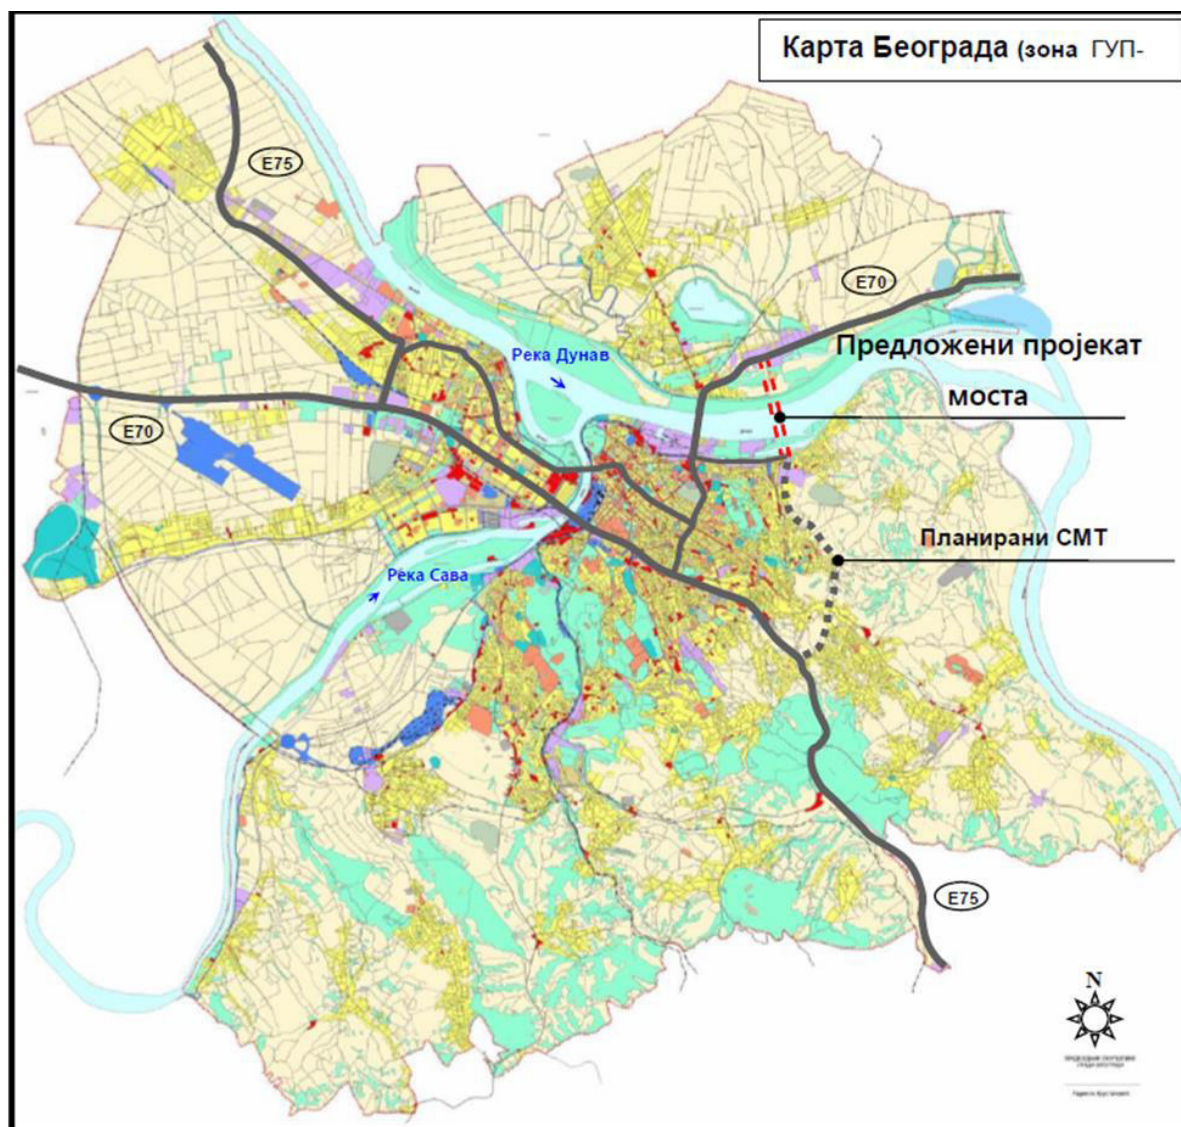 Карта Београда (зона ГУП-
E75
E70
Река Дунав
Предложени пројекат
моста
E70
Планирани СМТ
Река Сава
E75
N